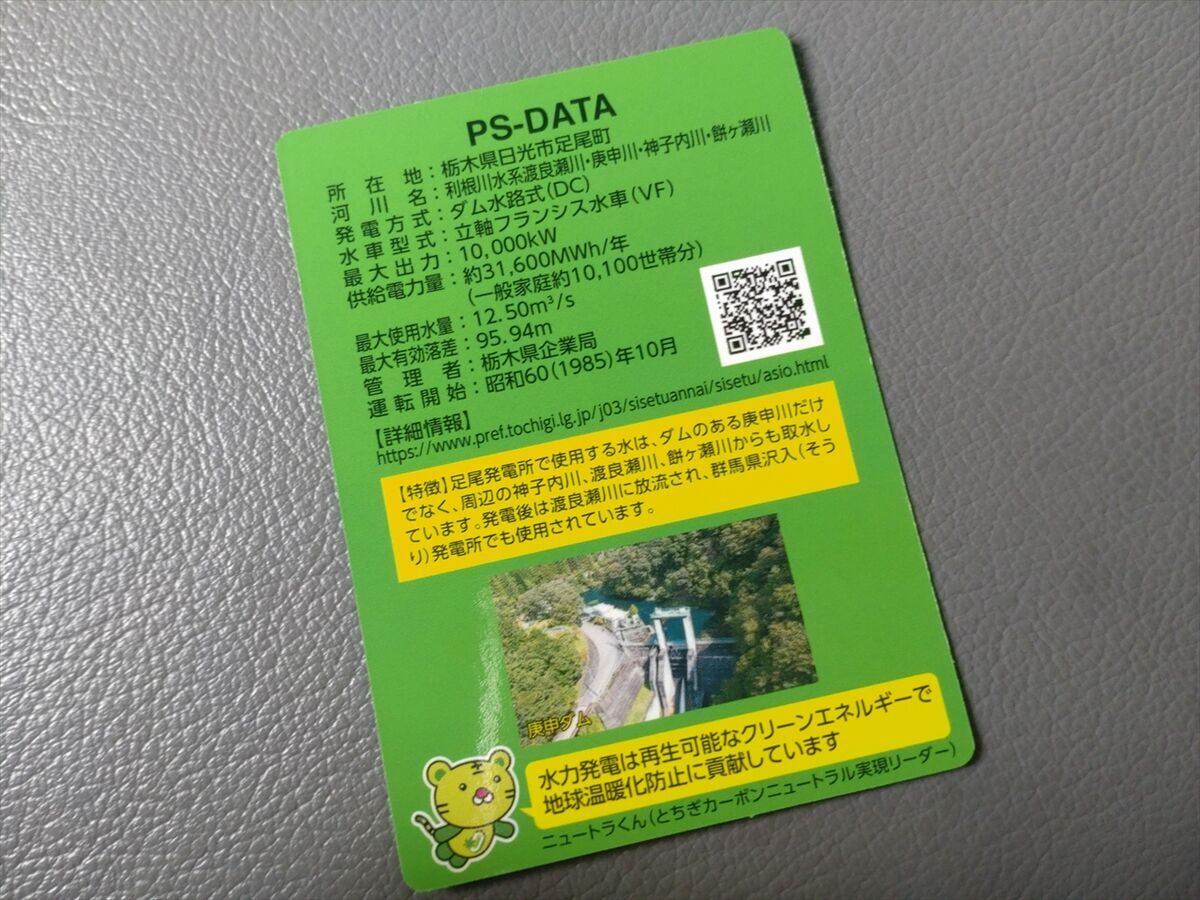 PS-DATA
所在地：栃木県日光市足尾町
河川名：利根川水系渡良瀬川・庚申川・神子内川・餅ヶ瀬川
発電方式：ダム水路式(DC)
水車型式：立軸フランシス水車(VF)
最大出力：10,000kW
供給電力量：約31,600MWh/年
(一般家庭約10,100世帯分)
最大使用水量：12.50m³/s
最大有効落差：95.94m
管理者：栃木県企業局
運転開始：昭和60(1985)年10月
【詳細情報】
https://www.pref.tochigi.lg.jp/j03/sisetuannai/sisetu/asio.html
【特徴】足尾発電所で使用する水は、ダムのある庚申川だけ
でなく、周辺の神子内川、渡良瀬川、餅ヶ瀬川からも取水し
ています。発電後は渡良瀬川に放流され、群馬県沢入(そう
り)発電所でも使用されています。
庚申ダム
水力発電は再生可能なクリーンエネルギーで
地球温暖化防止に貢献しています
ニュートラくん(とちぎカーボンニュートラル実現リーダー)